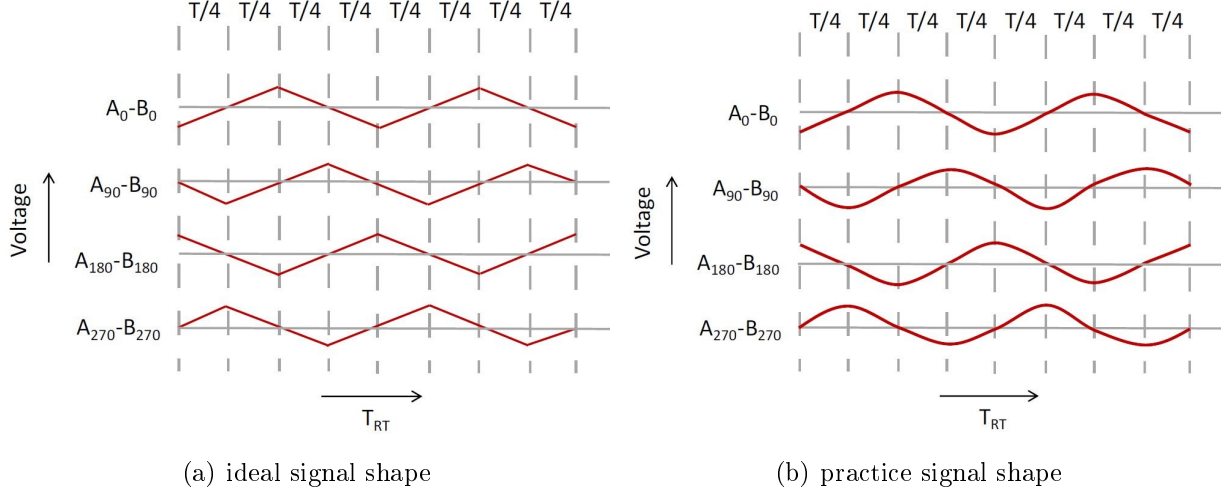 T/4 T/4 T/4 T/4 T/4 T/4 T/4 T/4
A₀-B₀
A₉₀-B₉₀
A₁₈₀-B₁₈₀
A₂₇₀-B₂₇₀
Voltage
T_RT
(a) ideal signal shape
T/4 T/4 T/4 T/4 T/4 T/4 T/4 T/4
A₀-B₀
A₉₀-B₉₀
A₁₈₀-B₁₈₀
A₂₇₀-B₂₇₀
Voltage
T_RT
(b) practice signal shape